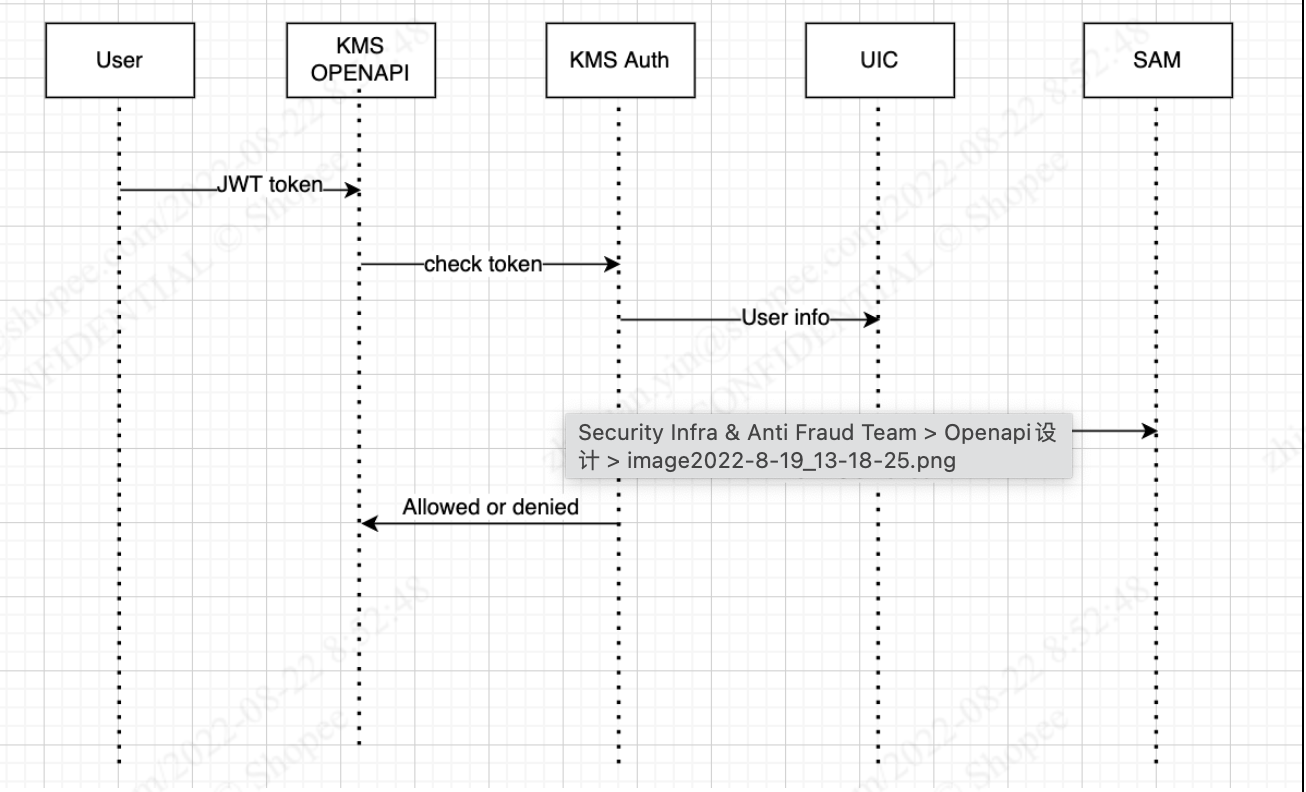 User
KMS
OPENAPI
KMS Auth
UIC
SAM
JWT token
check token
User info
Security Infra & Anti Fraud Team > Openapi设
计 > image2022-8-19_13-18-25.png
Allowed or denied
2022-08-22 8:52:48
CONFIDENTIAL © Shopee